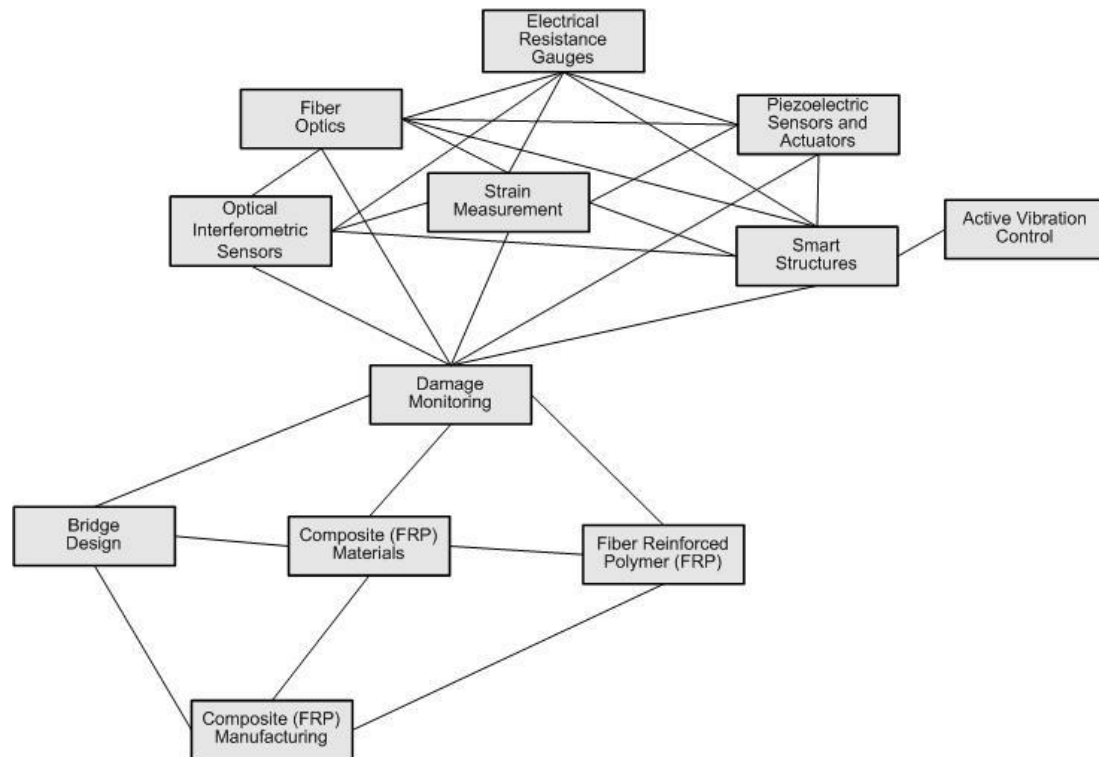 Electrical
Resistance
Gauges
Fiber
Optics
Piezoelectric
Sensors and
Actuators
Strain
Measurement
Optical
Interferometric
Sensors
Active Vibration
Control
Smart
Structures
Damage
Monitoring
Bridge
Design
Composite (FRP)
Materials
Fiber Reinforced
Polymer (FRP)
Composite (FRP)
Manufacturing